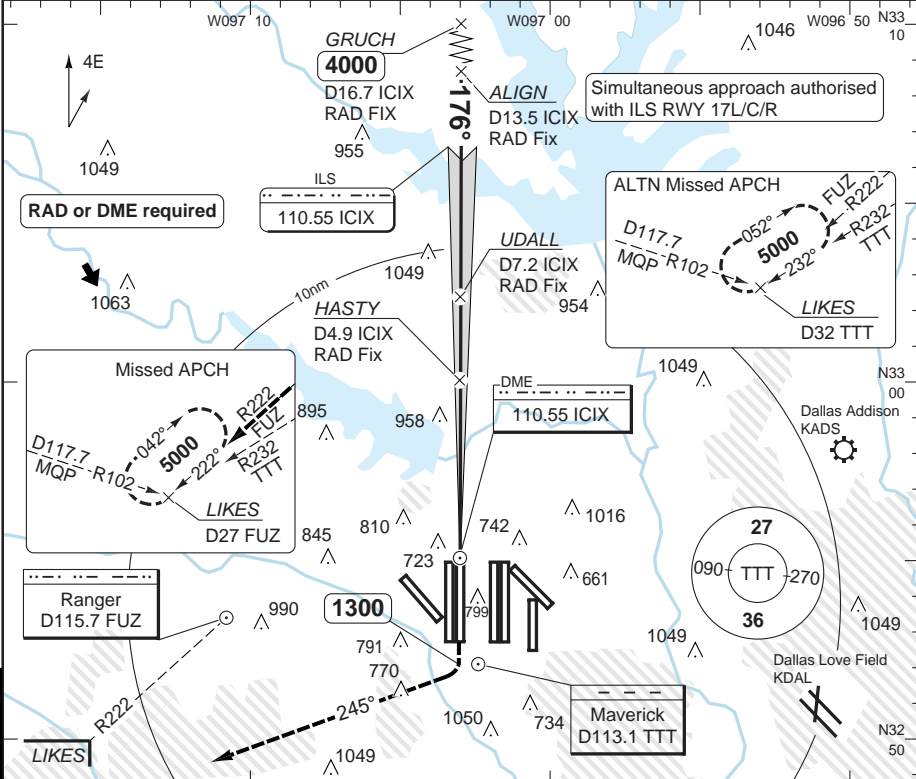 W097 10
W097 00
W096 50
N33
10
4E
GRUCH
4000
D16.7 ICIX
RAD FIX
176°
ALIGN
D13.5 ICIX
RAD Fix
1046
Simultaneous approach authorised
with ILS RWY 17L/C/R
955
1049
ILS
110.55 ICIX
RAD or DME required
ALTN Missed APCH
FUZ
R222
R232
TTT
052°
5000
232°
D117.7
MQP
R102
LIKES
D32 TTT
UDALL
D7.2 ICIX
RAD Fix
1049
954
1063
10nm
HASTY
D4.9 ICIX
RAD Fix
Missed APCH
R222
FUZ
R232
TTT
042°
5000
222°
D117.7
MQP
R102
LIKES
D27 FUZ
895
958
DME
110.55 ICIX
1049
N33
00
Dallas Addison
KADS
845
810
723
742
1016
661
27
090
TTT
270
36
Ranger
D115.7 FUZ
990
1300
799
791
770
1049
1049
Dallas Love Field
KDAL
R222
LIKES
245°
1050
734
Maverick
D113.1 TTT
1049
N32
50